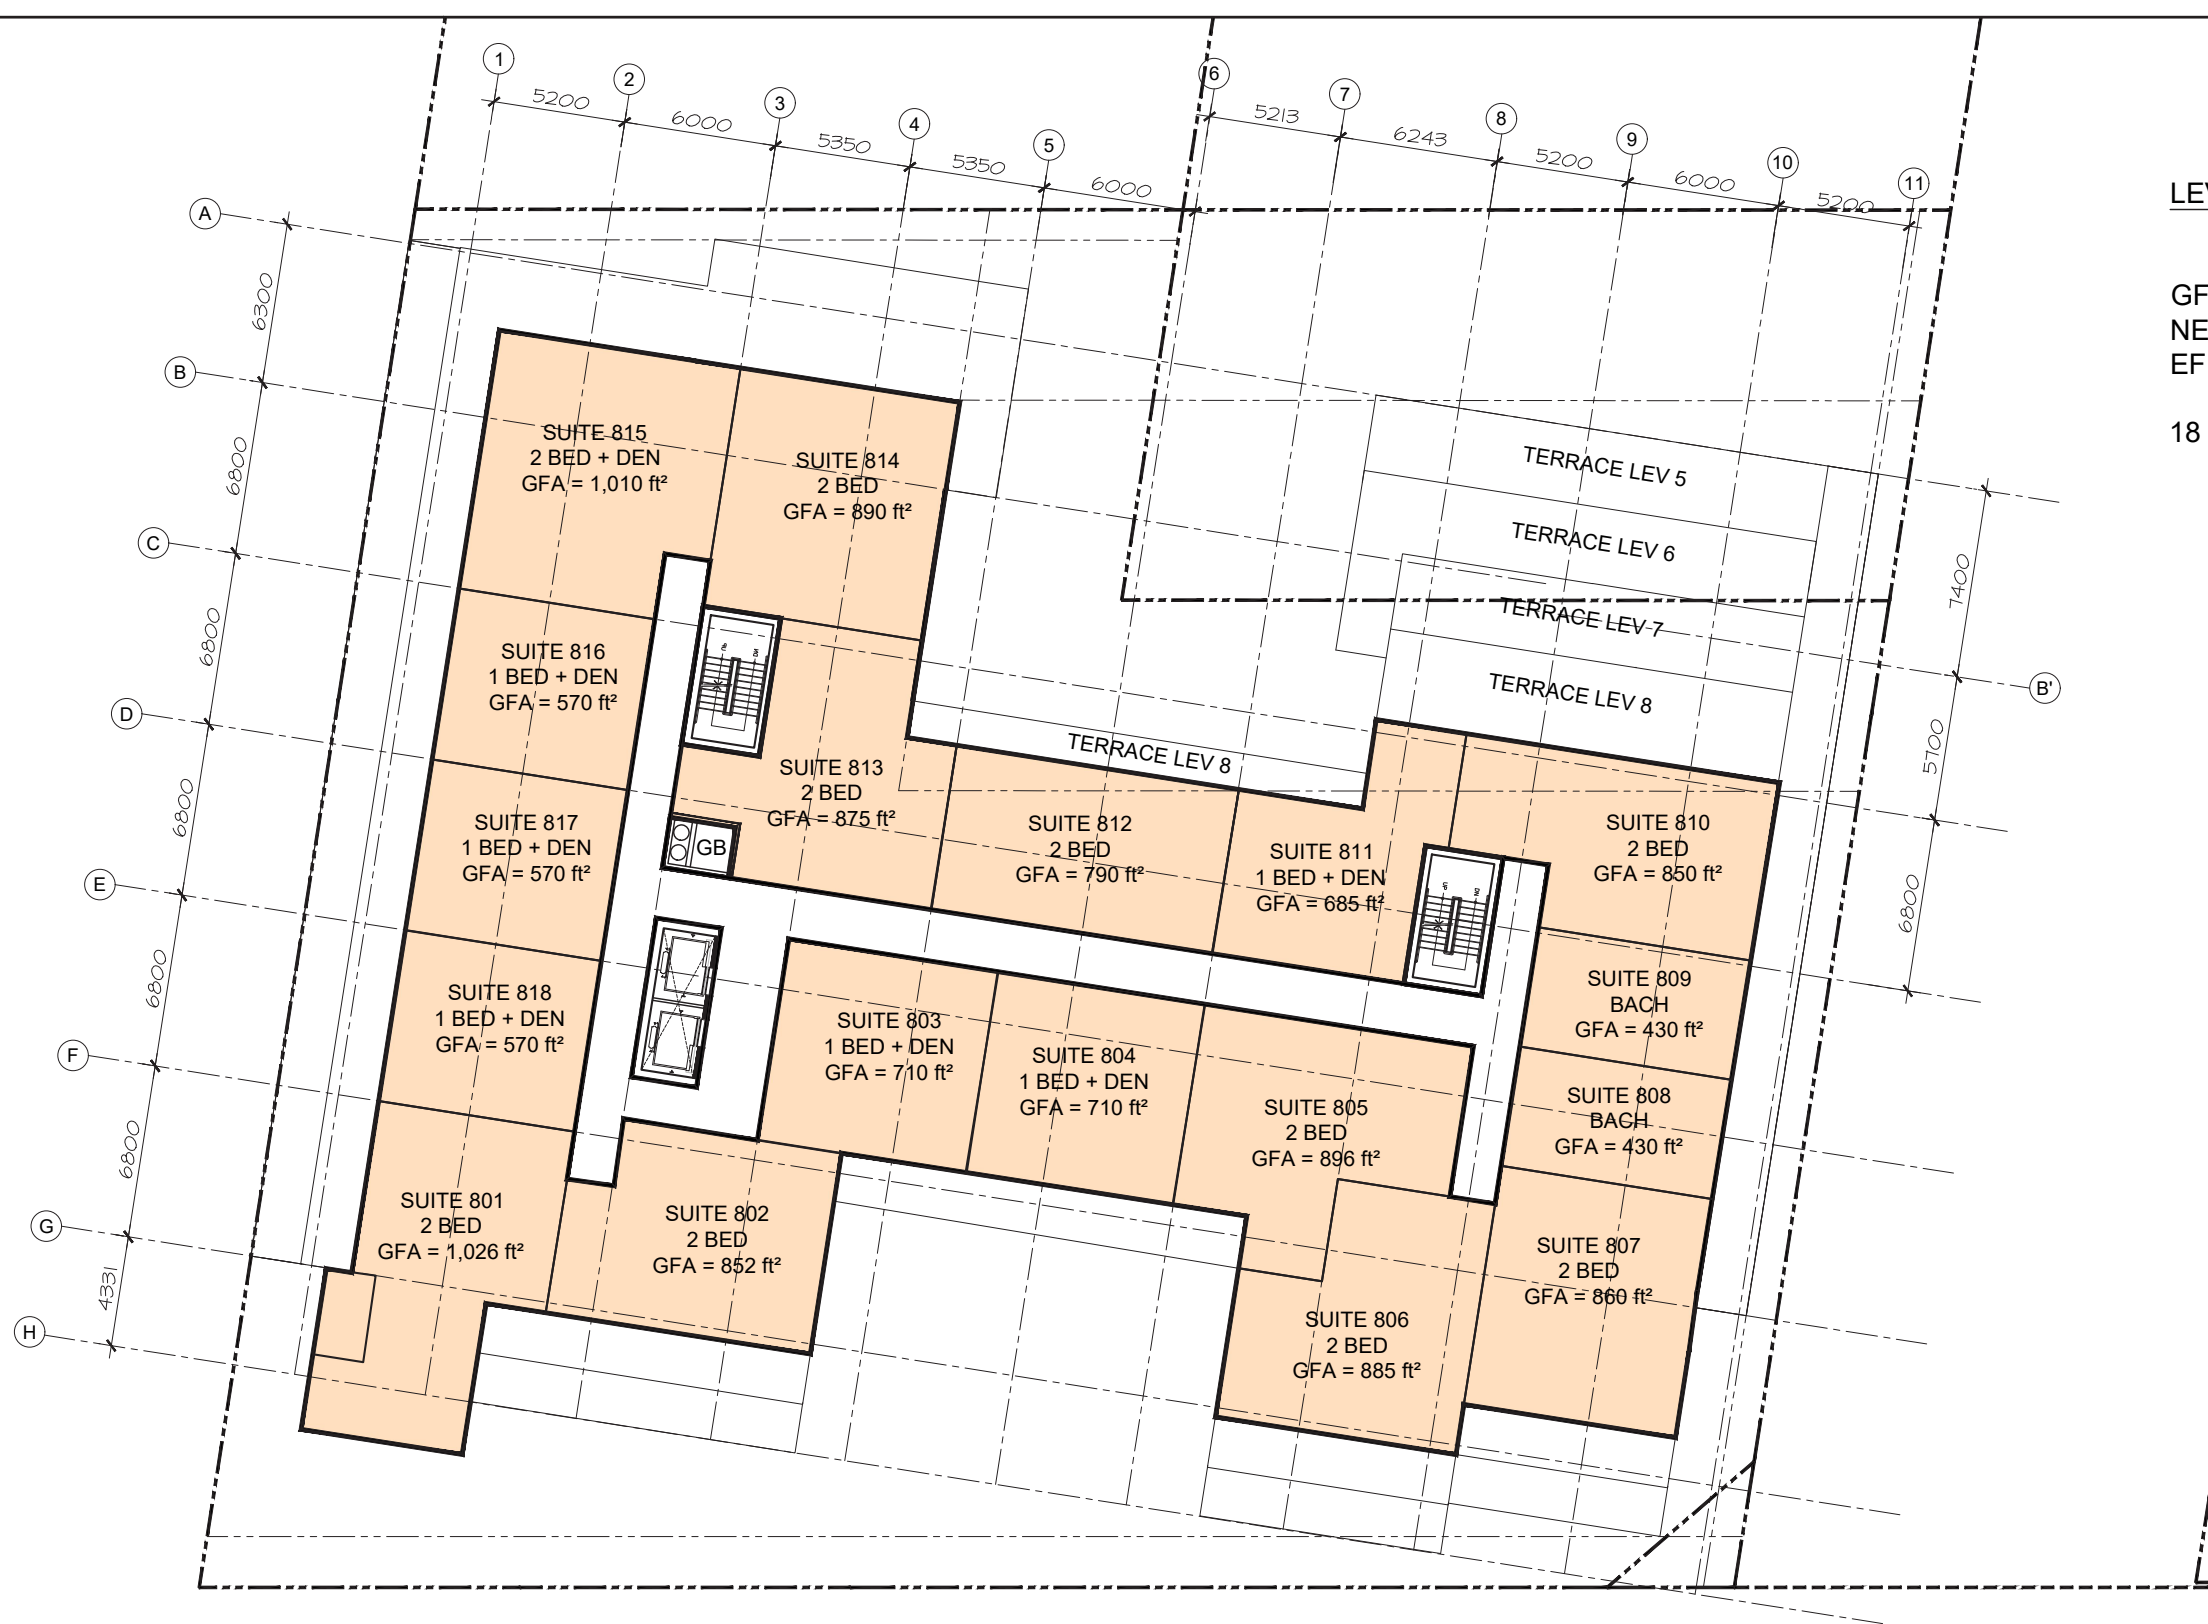 1
2
3
4
5
6
7
8
9
10
11
5200
6000
5350
5350
6000
5213
6243
5200
6000
5200
A
B
C
D
E
F
G
H
B'
6300
6800
6800
6800
6800
6800
4331
7400
5700
6800
LEV
GF
NE
EF
18
TERRACE LEV 5
TERRACE LEV 6
TERRACE LEV 7
TERRACE LEV 8
TERRACE LEV 8
SUITE 815
2 BED + DEN
GFA = 1,010 ft²
SUITE 814
2 BED
GFA = 890 ft²
SUITE 816
1 BED + DEN
GFA = 570 ft²
UP
DN
SUITE 813
2 BED
GFA = 875 ft²
SUITE 817
1 BED + DEN
GFA = 570 ft²
GB
SUITE 812
2 BED
GFA = 790 ft²
SUITE 811
1 BED + DEN
GFA = 685 ft²
UP
DN
SUITE 810
2 BED
GFA = 850 ft²
SUITE 818
1 BED + DEN
GFA = 570 ft²
SUITE 803
1 BED + DEN
GFA = 710 ft²
SUITE 804
1 BED + DEN
GFA = 710 ft²
SUITE 805
2 BED
GFA = 896 ft²
SUITE 809
BACH
GFA = 430 ft²
SUITE 808
BACH
GFA = 430 ft²
SUITE 801
2 BED
GFA = 1,026 ft²
SUITE 802
2 BED
GFA = 852 ft²
SUITE 806
2 BED
GFA = 885 ft²
SUITE 807
2 BED
GFA = 860 ft²